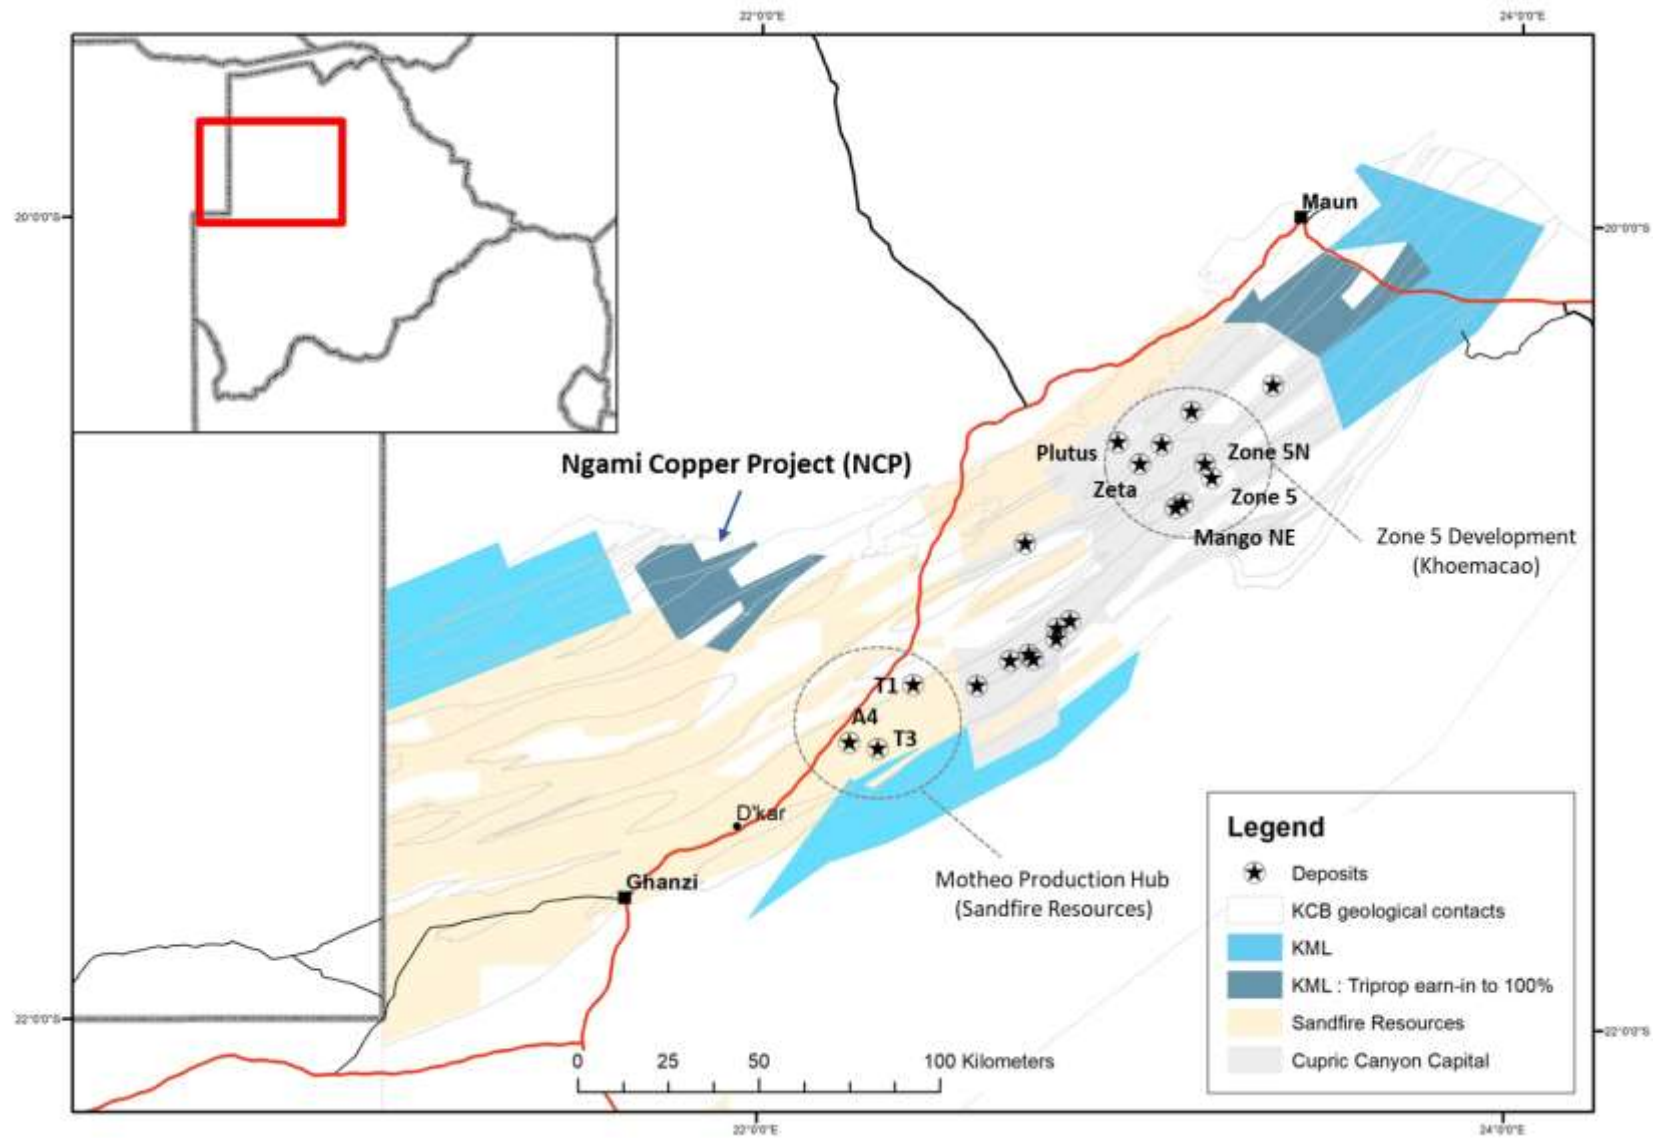 22°0'0"E
24°0'0"E
20°0'0"S
20°0'0"S
Maun
Ngami Copper Project (NCP)
Plutus
Zone 5N
Zeta
Zone 5
Mango NE
Zone 5 Development
(Khoemacao)
T1
A4
T3
D'kar
Ghanzi
Motheo Production Hub
(Sandfire Resources)
Legend
Deposits
KCB geological contacts
KML
KML : Triprop earn-in to 100%
Sandfire Resources
Cupric Canyon Capital
22°0'0"S
22°0'0"S
0 25 50 100 Kilometers
22°0'0"E
24°0'0"E